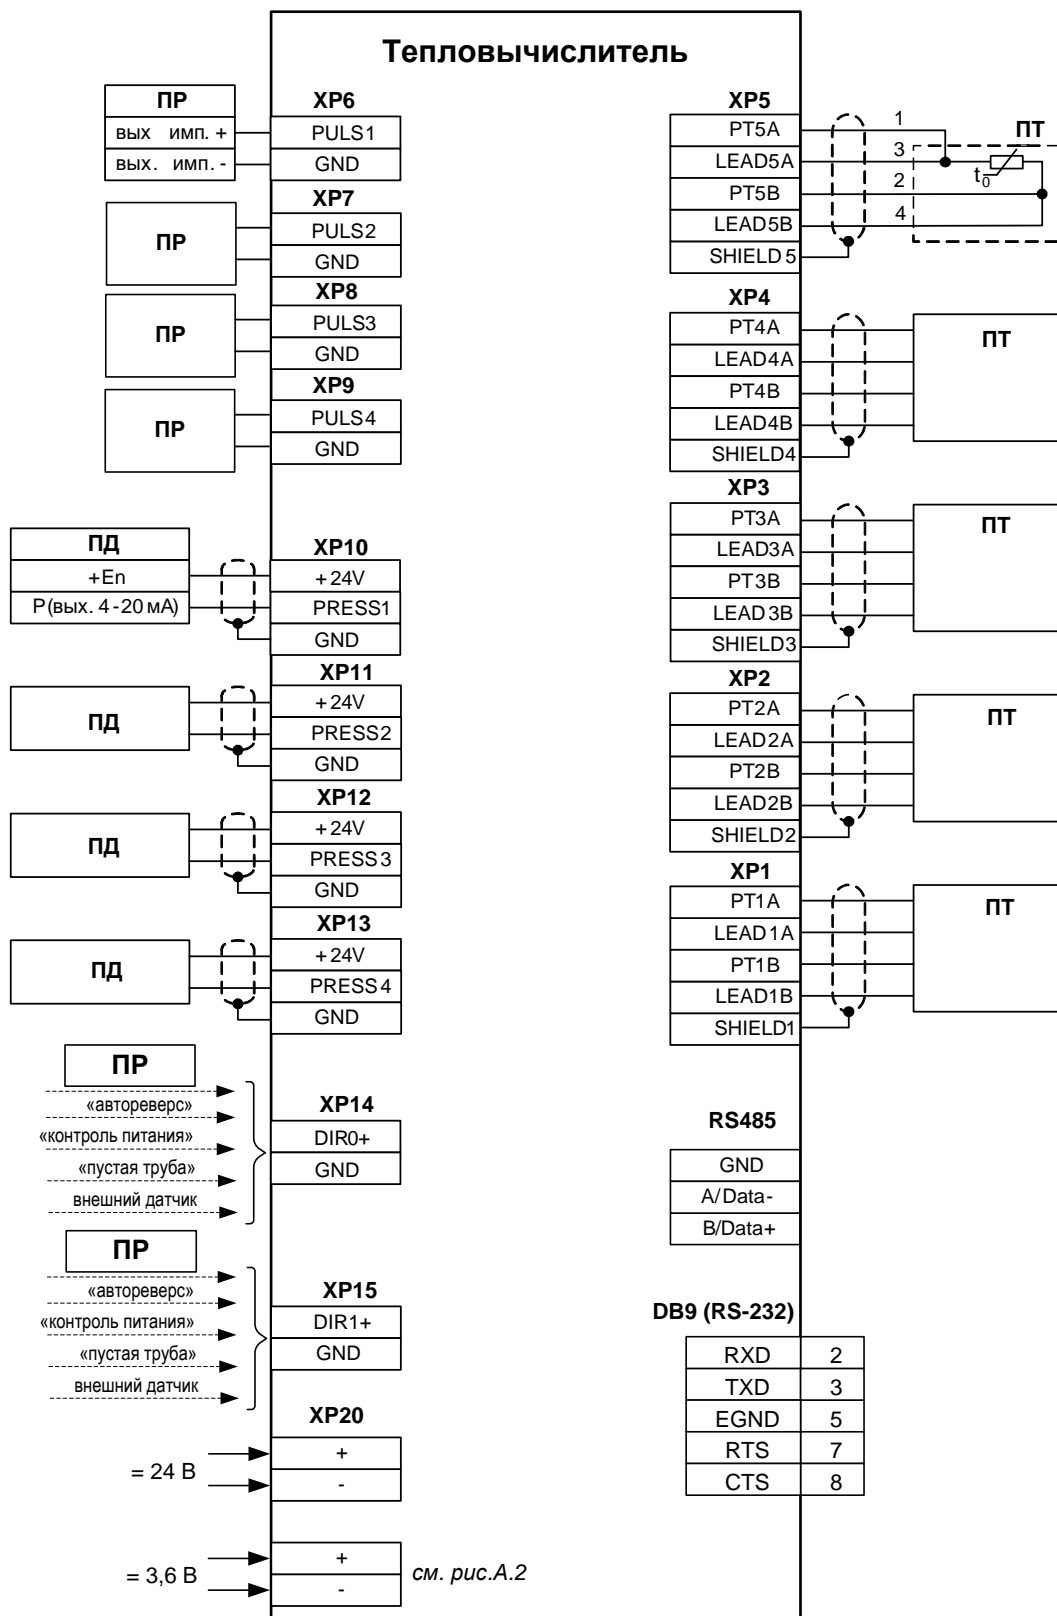 Тепловычислитель
ПР
вых имп. +
вых. имп. -
XP6
PULS1
GND
ПР
XP7
PULS2
GND
ПР
XP8
PULS3
GND
ПР
XP9
PULS4
GND
ПД
+En
P(вых. 4-20 мА)
XP10
+24V
PRESS1
GND
ПД
XP11
+24V
PRESS2
GND
ПД
XP12
+24V
PRESS3
GND
ПД
XP13
+24V
PRESS4
GND
ПР
«автореверс»
«контроль питания»
«пустая труба»
внешний датчик
XP14
DIR0+
GND
ПР
«автореверс»
«контроль питания»
«пустая труба»
внешний датчик
XP15
DIR1+
GND
XP20
= 24 В
+
-
= 3,6 В
+
-
см. рис.А.2
XP5
PT5A
LEAD5A
PT5B
LEAD5B
SHIELD5
1
3
2
4
ПТ
t0
XP4
PT4A
LEAD4A
PT4B
LEAD4B
SHIELD4
ПТ
XP3
PT3A
LEAD3A
PT3B
LEAD3B
SHIELD3
ПТ
XP2
PT2A
LEAD2A
PT2B
LEAD2B
SHIELD2
ПТ
XP1
PT1A
LEAD1A
PT1B
LEAD1B
SHIELD1
ПТ
RS485
GND
A/Data-
B/Data+
DB9 (RS-232)
RXD 2
TXD 3
EGND 5
RTS 7
CTS 8